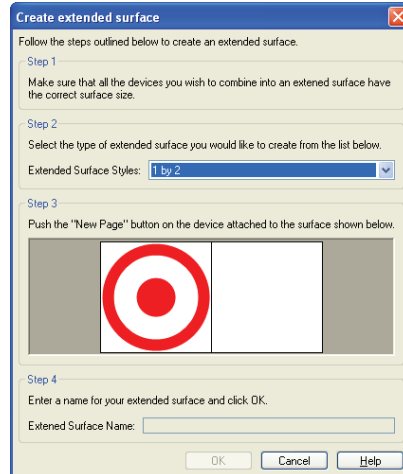 Create extended surface
Follow the steps outlined below to create an extended surface.
Step 1
Make sure that all the devices you wish to combine into an extened surface have
the correct surface size.
Step 2
Select the type of extended surface you would like to create from the list below.
Extended Surface Styles: 1 by 2
Step 3
Push the "New Page" button on the device attached to the surface shown below.
Step 4
Enter a name for your extended surface and click OK.
Extened Surface Name:
OK Cancel Help